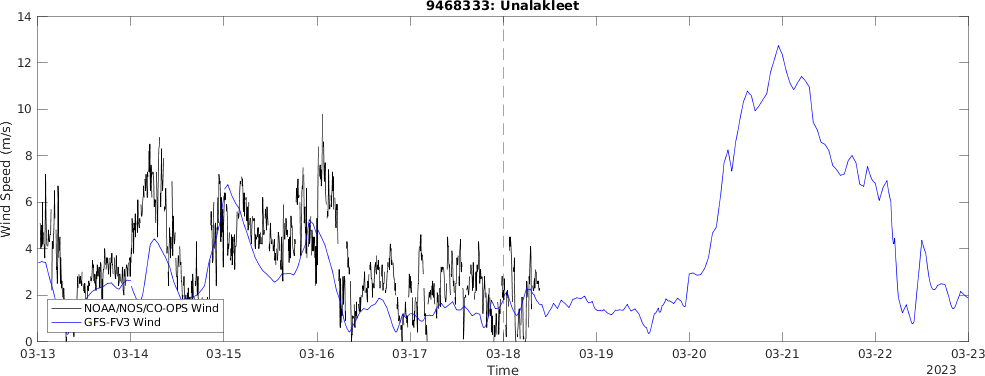 9468333: Unalakleet
14
12
10
8
6
4
2
0
Wind Speed (m/s)
NOAA/NOS/CO-OPS Wind
GFS-FV3 Wind
03-13 03-14 03-15 03-16 03-17 03-18 03-19 03-20 03-21 03-22 03-23
Time
2023